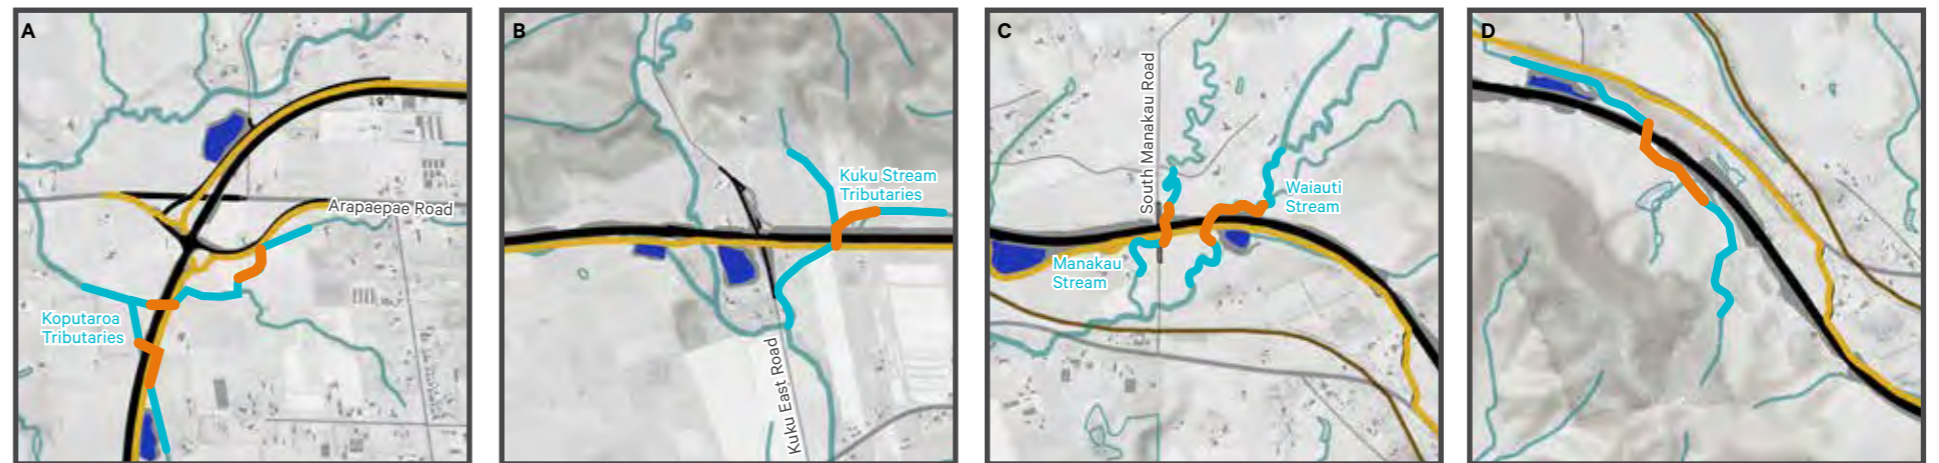 A
Arapaepae Road
Koputaroa
Tributaries
B
Kuku Stream
Tributaries
Kuku East Road
C
South Manakau Road
Waiauti
Stream
Manakau
Stream
D